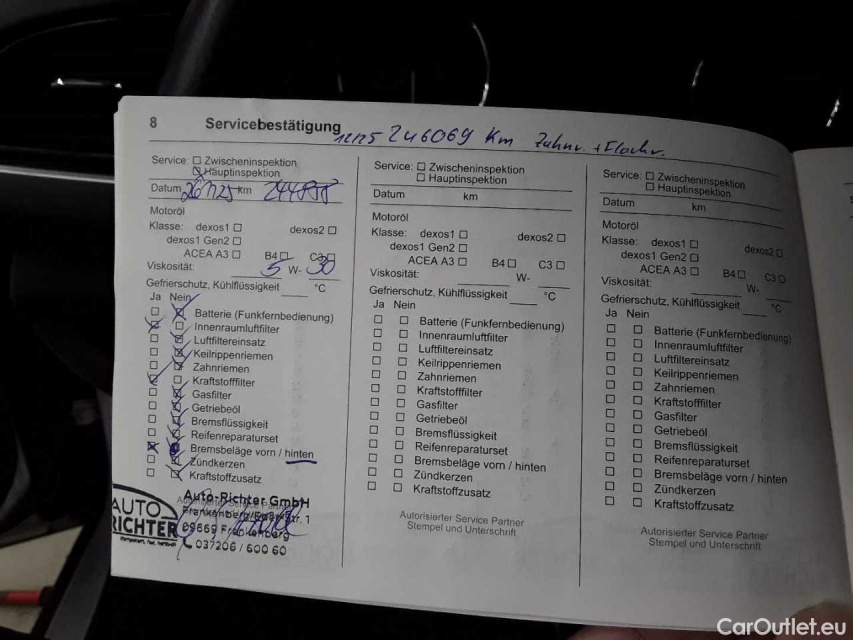 8 Servicebestätigung 246069 Km Zahnr. + Flachr.
Service: Zwischeninspektion
Hauptinspektion
Datum km
Motoröl
Klasse: dexos1 dexos2
dexos1 Gen2
ACEA A3 B4 C3
Viskosität: 5 W- 30
Gefrierschutz, Kühlflüssigkeit °C
Ja Nein
Batterie (Funkfernbedienung)
Innenraumluftfilter
Luftfiltereinsatz
Keilrippenriemen
Zahnriemen
Kraftstofffilter
Gasfilter
Getriebeöl
Bremsflüssigkeit
Reifenreparaturset
Bremsbeläge vorn / hinten
Zündkerzen
Kraftstoffzusatz
AUTO RICHTER
Auto-Richter GmbH
09669 Frankenberg
037206 / 600 60
Service: Zwischeninspektion
Hauptinspektion
Datum km
Motoröl
Klasse: dexos1 dexos2
dexos1 Gen2
ACEA A3 B4 C3
Viskosität: W-
Gefrierschutz, Kühlflüssigkeit °C
Ja Nein
Batterie (Funkfernbedienung)
Innenraumluftfilter
Luftfiltereinsatz
Keilrippenriemen
Zahnriemen
Kraftstofffilter
Gasfilter
Getriebeöl
Bremsflüssigkeit
Reifenreparaturset
Bremsbeläge vorn / hinten
Zündkerzen
Kraftstoffzusatz
Autorisierter Service Partner
Stempel und Unterschrift
Service: Zwischeninspektion
Hauptinspektion
Datum km
Motoröl
Klasse: dexos1 dexos2
dexos1 Gen2
ACEA A3 B4 C3
Viskosität: W-
Gefrierschutz, Kühlflüssigkeit °C
Ja Nein
Batterie (Funkfernbedienung)
Innenraumluftfilter
Luftfiltereinsatz
Keilrippenriemen
Zahnriemen
Kraftstofffilter
Gasfilter
Getriebeöl
Bremsflüssigkeit
Reifenreparaturset
Bremsbeläge vorn / hinten
Zündkerzen
Kraftstoffzusatz
Autorisierter Service Partner
Stempel und Unterschrift
CarOutlet.eu